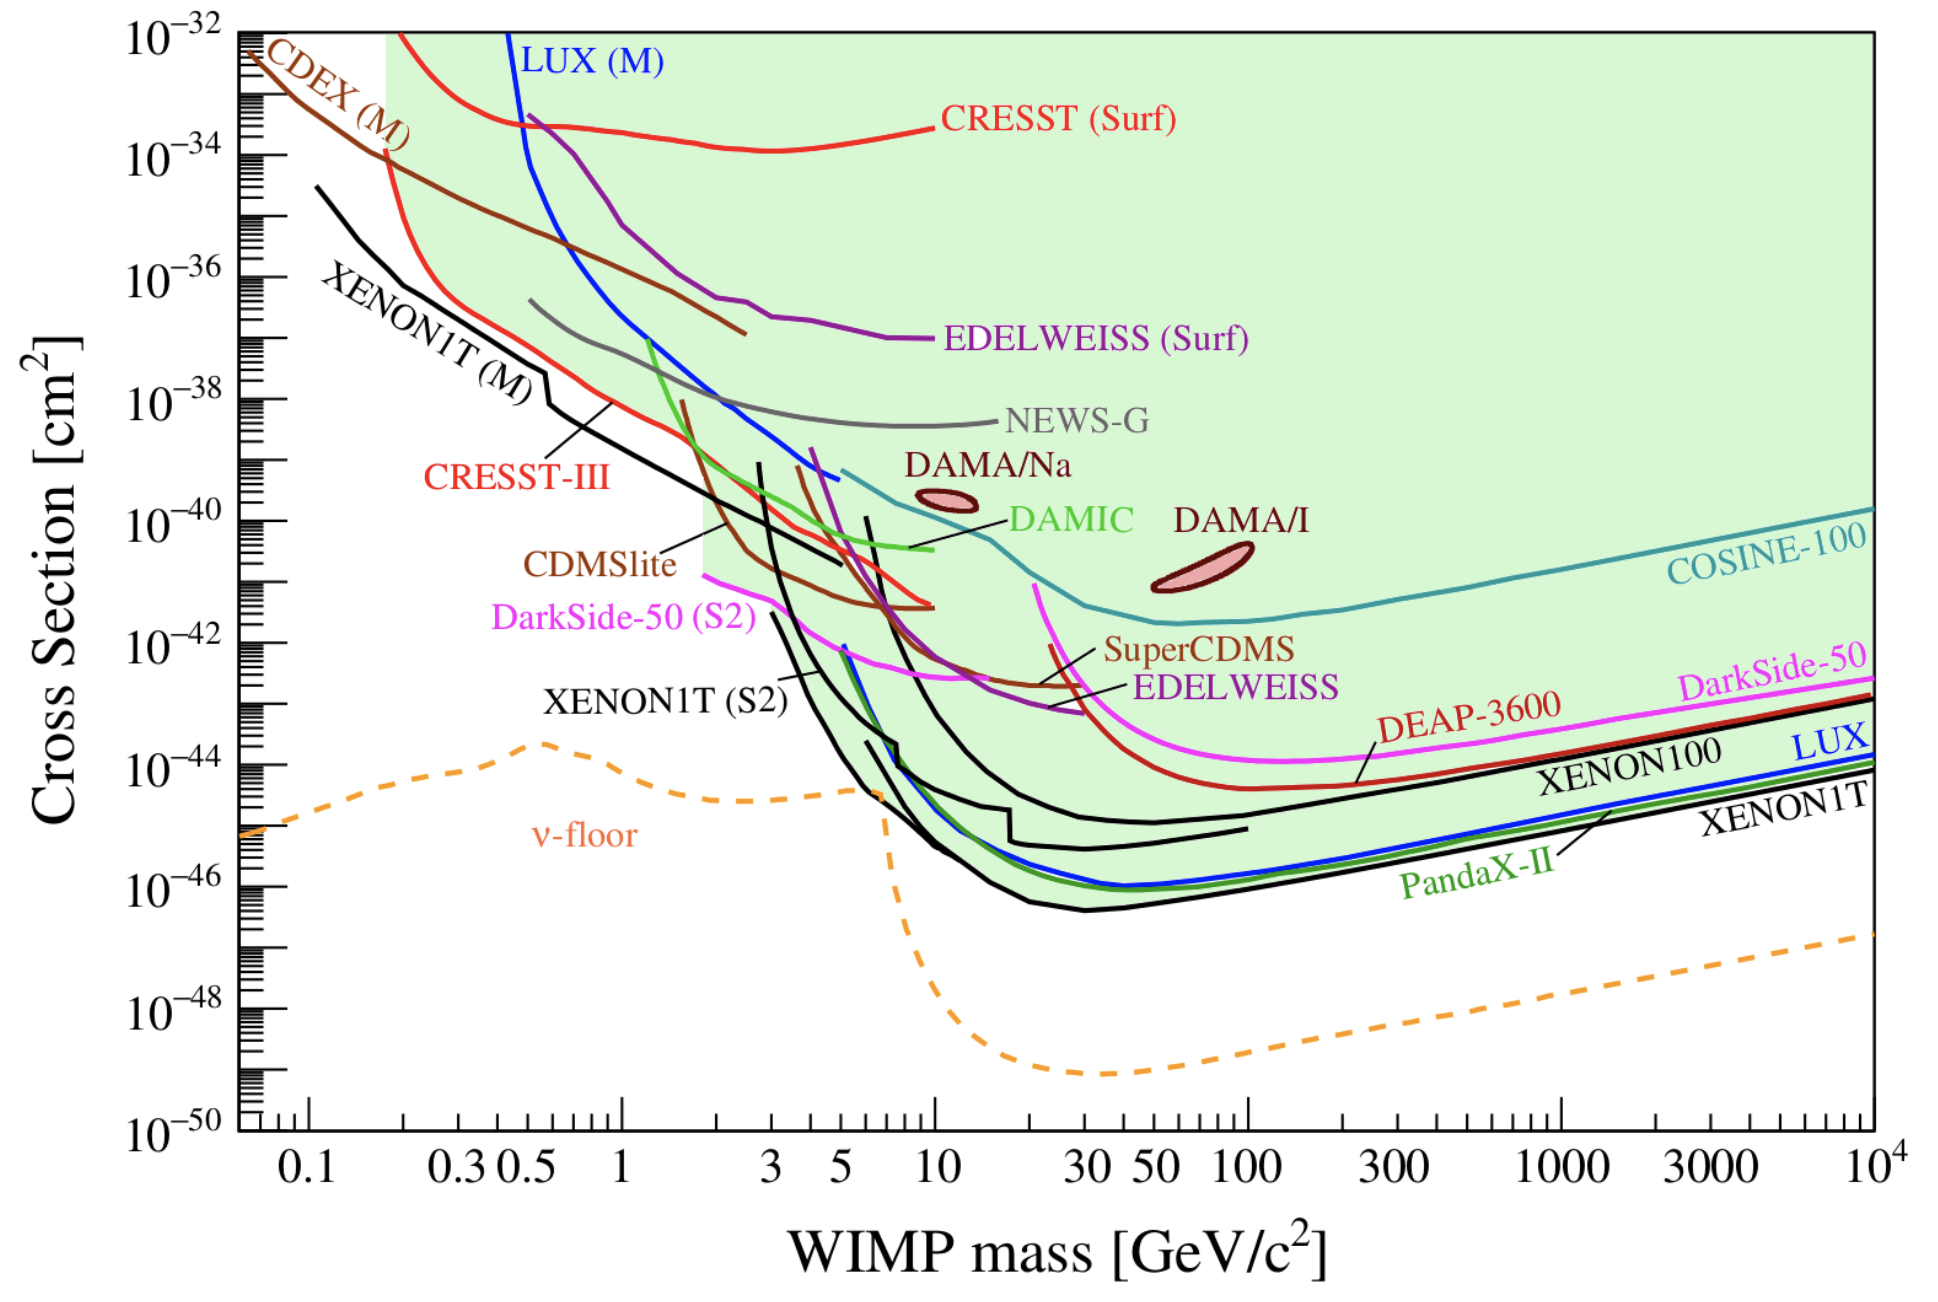 10⁻³²
10⁻³⁴
10⁻³⁶
10⁻³⁸
10⁻⁴⁰
10⁻⁴²
10⁻⁴⁴
10⁻⁴⁶
10⁻⁴⁸
10⁻⁵⁰
Cross Section [cm²]
CDEX (M)
LUX (M)
CRESST (Surf)
XENON1T (M)
EDELWEISS (Surf)
NEWS-G
CRESST-III
DAMA/Na
DAMIC
DAMA/I
COSINE-100
CDMSlite
DarkSide-50 (S2)
SuperCDMS
EDELWEISS
DarkSide-50
XENON1T (S2)
DEAP-3600
XENON100
LUX
XENON1T
PandaX-II
ν-floor
0.1 0.3 0.5 1 3 5 10 30 50 100 300 1000 3000 10⁴
WIMP mass [GeV/c²]